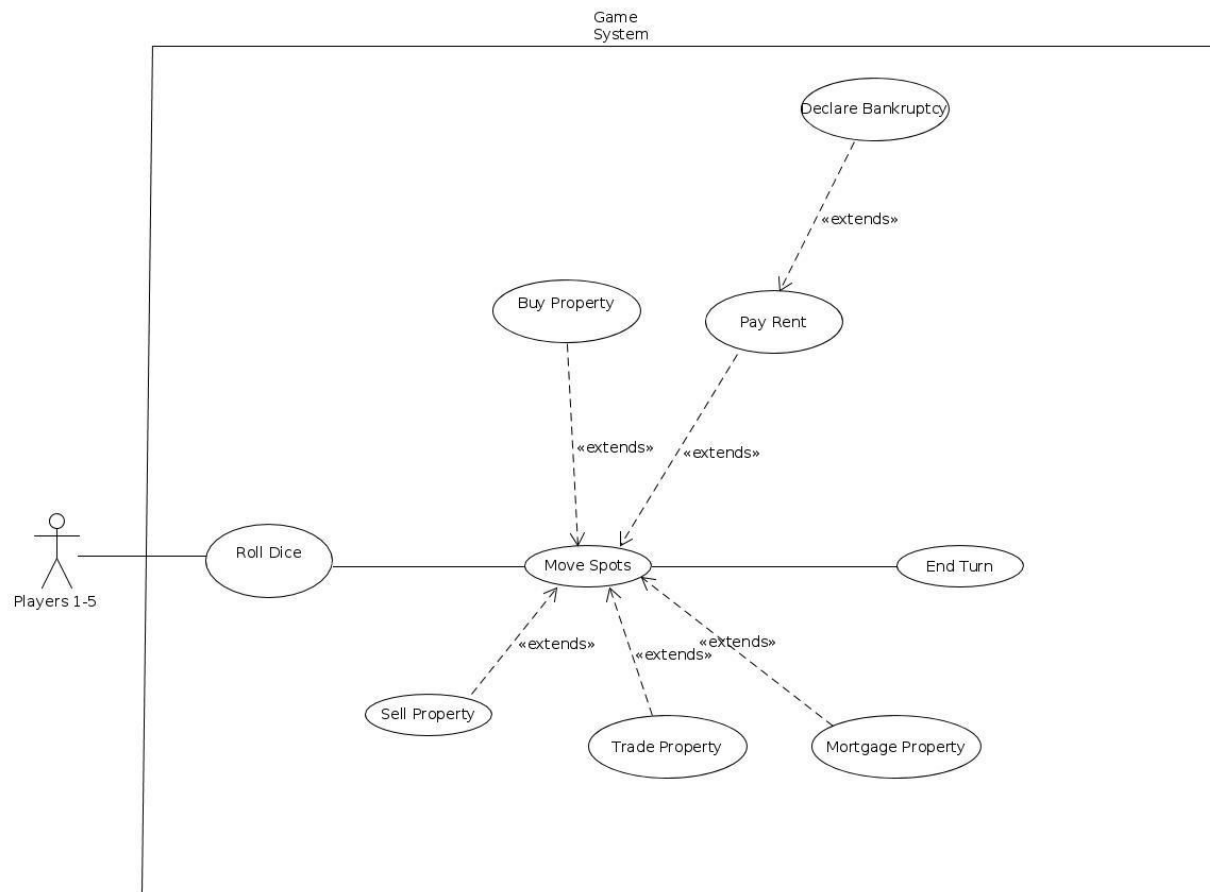 Game
System
Declare Bankruptcy
«extends»
Buy Property
Pay Rent
«extends»
«extends»
Roll Dice
Move Spots
End Turn
Players 1-5
«extends»
«extends»
«extends»
Sell Property
Trade Property
Mortgage Property